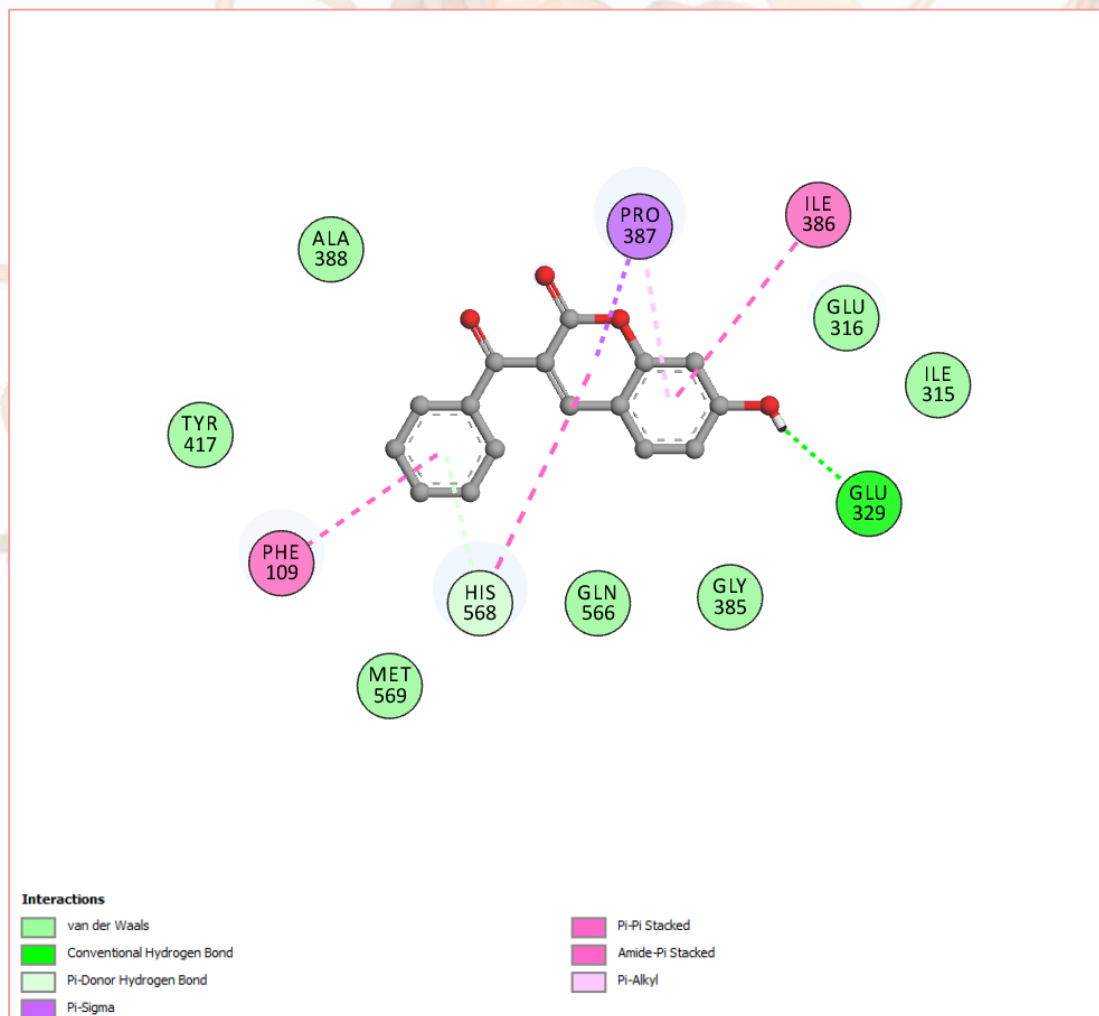 PRO
387
ILE
386
ALA
388
GLU
316
ILE
315
TYR
417
GLU
329
PHE
109
HIS
568
GLN
566
GLY
385
MET
569
Interactions
van der Waals
Conventional Hydrogen Bond
Pi-Donor Hydrogen Bond
Pi-Sigma
Pi-Pi Stacked
Amide-Pi Stacked
Pi-Alkyl